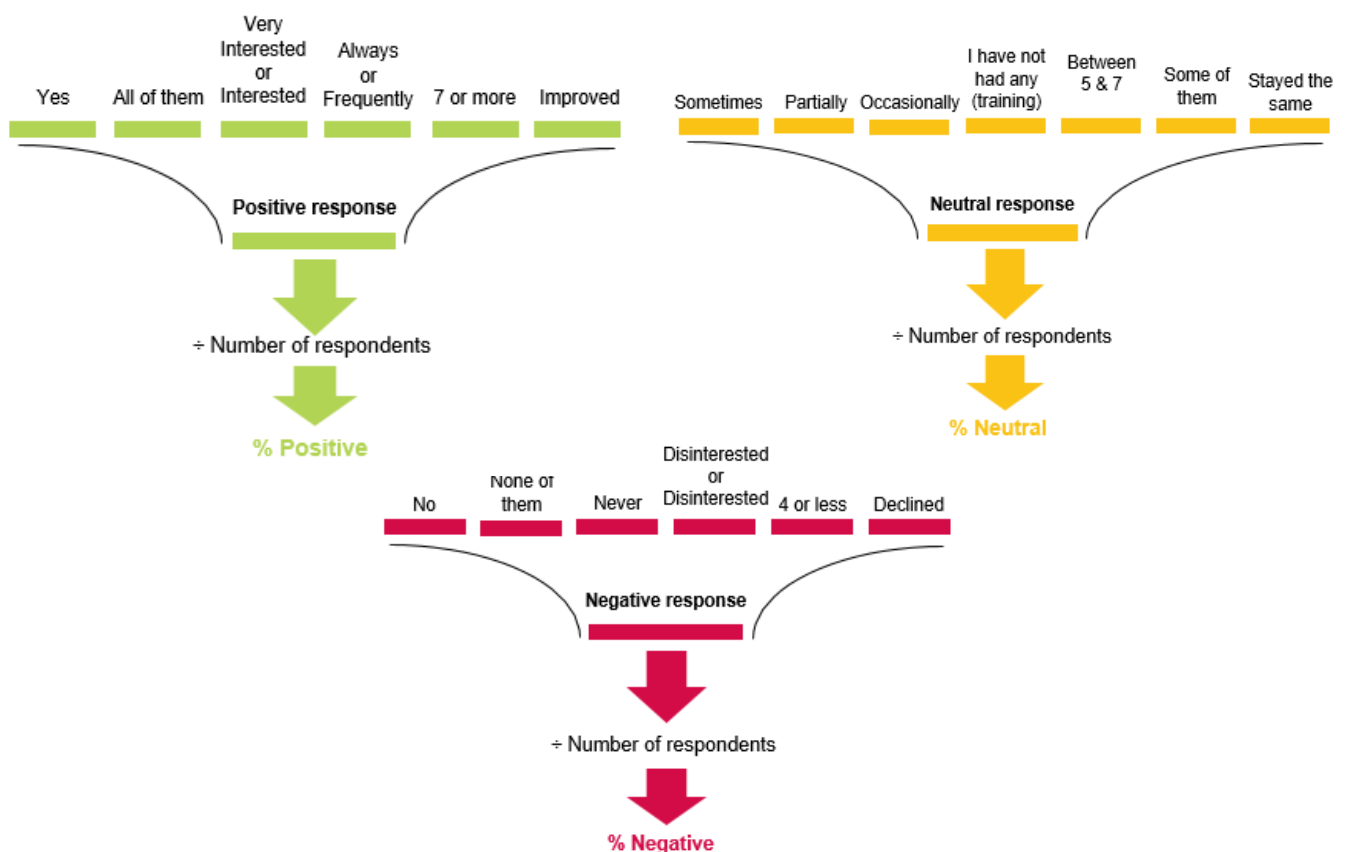 Yes
All of them
Very
Interested
or
Interested
Always
or
Frequently
7 or more
Improved
Positive response
÷ Number of respondents
% Positive
Sometimes
Partially
Occasionally
I have not
had any
(training)
Between
5 & 7
Some of
them
Stayed the
same
Neutral response
÷ Number of respondents
% Neutral
No
None of
them
Never
Disinterested
or
Disinterested
4 or less
Declined
Negative response
÷ Number of respondents
% Negative